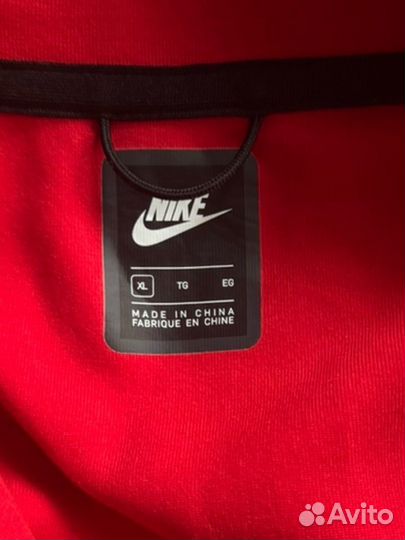 NIKE
XL TG EG
MADE IN CHINA
FABRIQUE EN CHINE
Avito